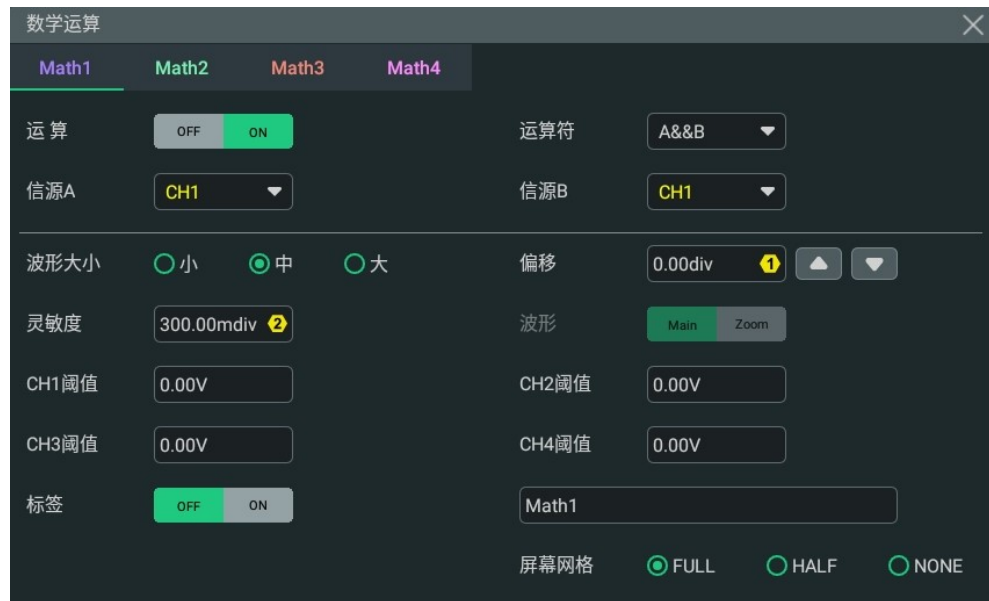 数学运算
Math1 Math2 Math3 Math4
运 算 OFF ON 运算符 A&&B
信源A CH1 信源B CH1
波形大小 小 中 大 偏移 0.00div 1
灵敏度 300.00mdiv 2 波形 Main Zoom
CH1阈值 0.00V CH2阈值 0.00V
CH3阈值 0.00V CH4阈值 0.00V
标签 OFF ON Math1
屏幕网格 FULL HALF NONE